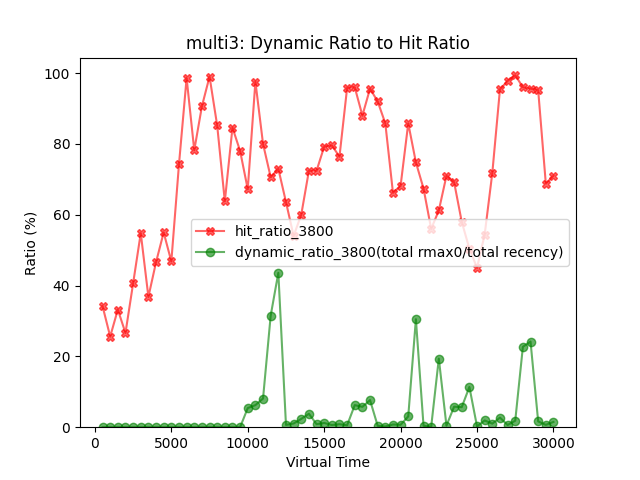 multi3: Dynamic Ratio to Hit Ratio
Ratio (%)
100
80
60
40
20
0
hit_ratio_3800
dynamic_ratio_3800(total rmax0/total recency)
0 5000 10000 15000 20000 25000 30000
Virtual Time